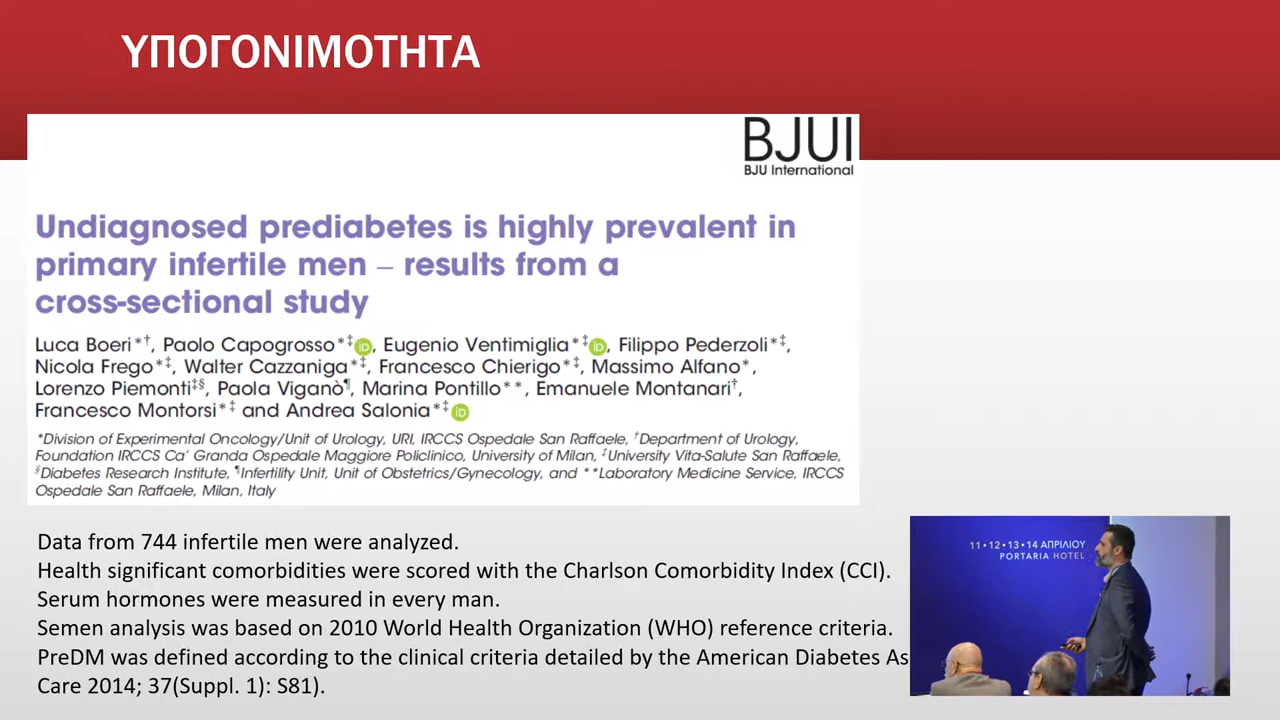 ΥΠΟΓΟΝΙΜΟΤΗΤΑ
BJUI
BJU International
Undiagnosed prediabetes is highly prevalent in
primary infertile men – results from a
cross-sectional study
Luca Boeri*†, Paolo Capogrosso*‡ iD, Eugenio Ventimiglia*‡ iD, Filippo Pederzoli*‡,
Nicola Frego*‡, Walter Cazzaniga*‡, Francesco Chierigo*‡, Massimo Alfano*,
Lorenzo Piemonti‡§, Paola Viganò¶, Marina Pontillo**, Emanuele Montanari†,
Francesco Montorsi*‡ and Andrea Salonia*‡ iD
*Division of Experimental Oncology/Unit of Urology, URI, IRCCS Ospedale San Raffaele, †Department of Urology,
Foundation IRCCS Ca' Granda Ospedale Maggiore Policlinico, University of Milan, ‡University Vita-Salute San Raffaele,
§Diabetes Research Institute, ¶Infertility Unit, Unit of Obstetrics/Gynecology, and **Laboratory Medicine Service, IRCCS
Ospedale San Raffaele, Milan, Italy
Data from 744 infertile men were analyzed.
Health significant comorbidities were scored with the Charlson Comorbidity Index (CCI).
Serum hormones were measured in every man.
Semen analysis was based on 2010 World Health Organization (WHO) reference criteria.
PreDM was defined according to the clinical criteria detailed by the American Diabetes As
Care 2014; 37(Suppl. 1): S81).
11•12•13•14 ΑΠΡΙΛΙΟΥ
PORTARIA HOTEL